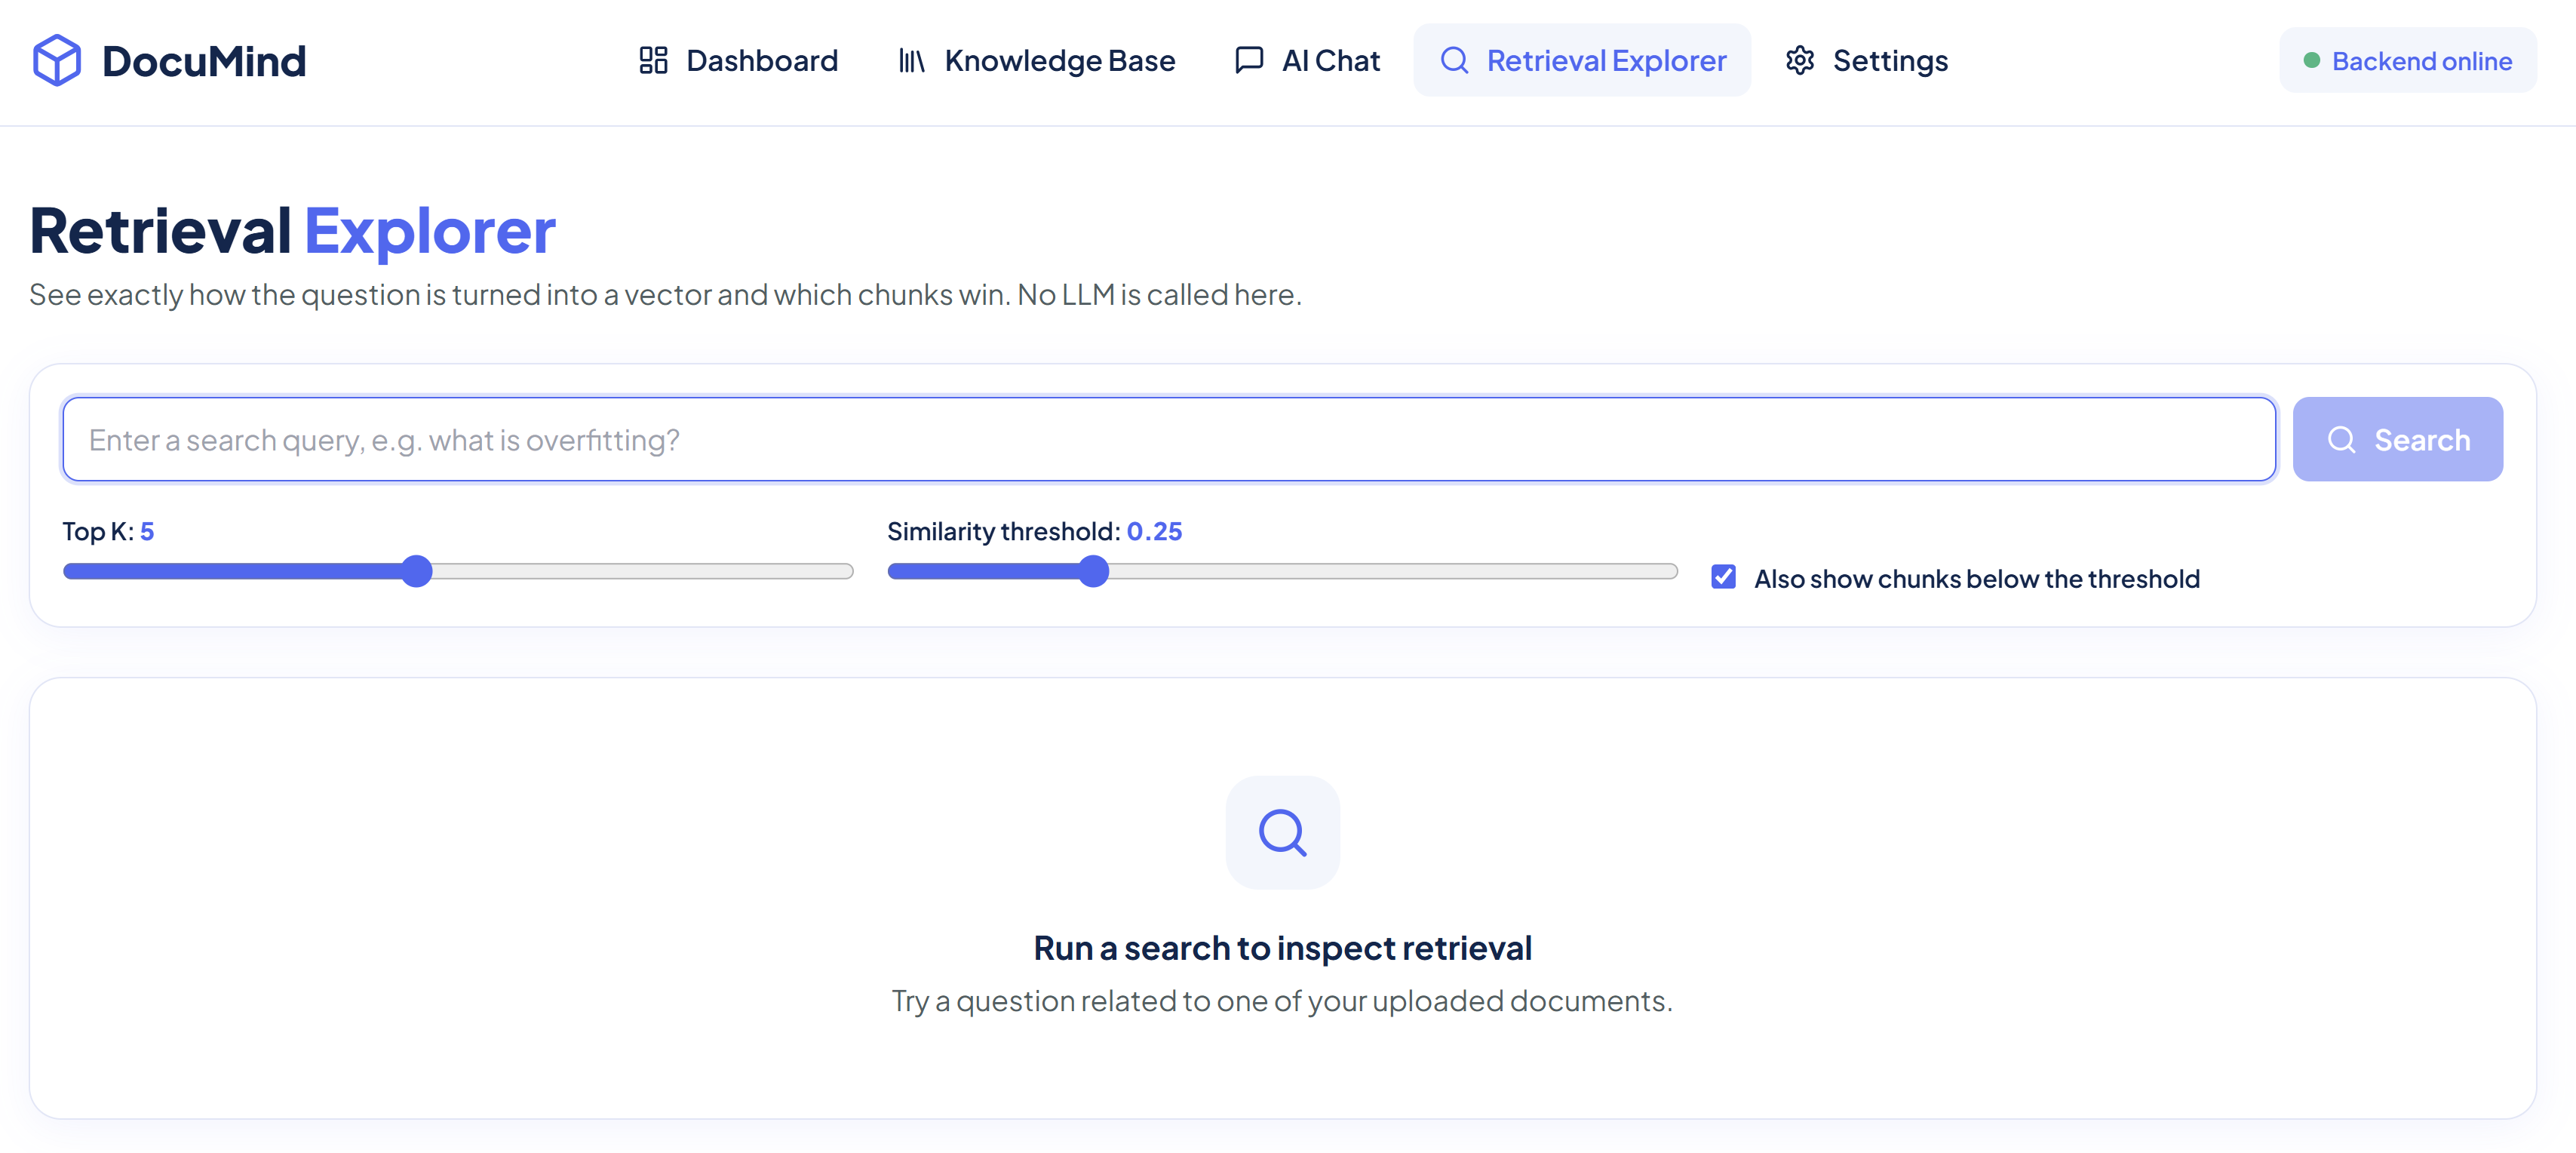 DocuMind
Dashboard
Knowledge Base
AI Chat
Retrieval Explorer
Settings
Backend online
Retrieval Explorer
See exactly how the question is turned into a vector and which chunks win. No LLM is called here.
Enter a search query, e.g. what is overfitting?
Search
Top K: 5
Similarity threshold: 0.25
Also show chunks below the threshold
Run a search to inspect retrieval
Try a question related to one of your uploaded documents.